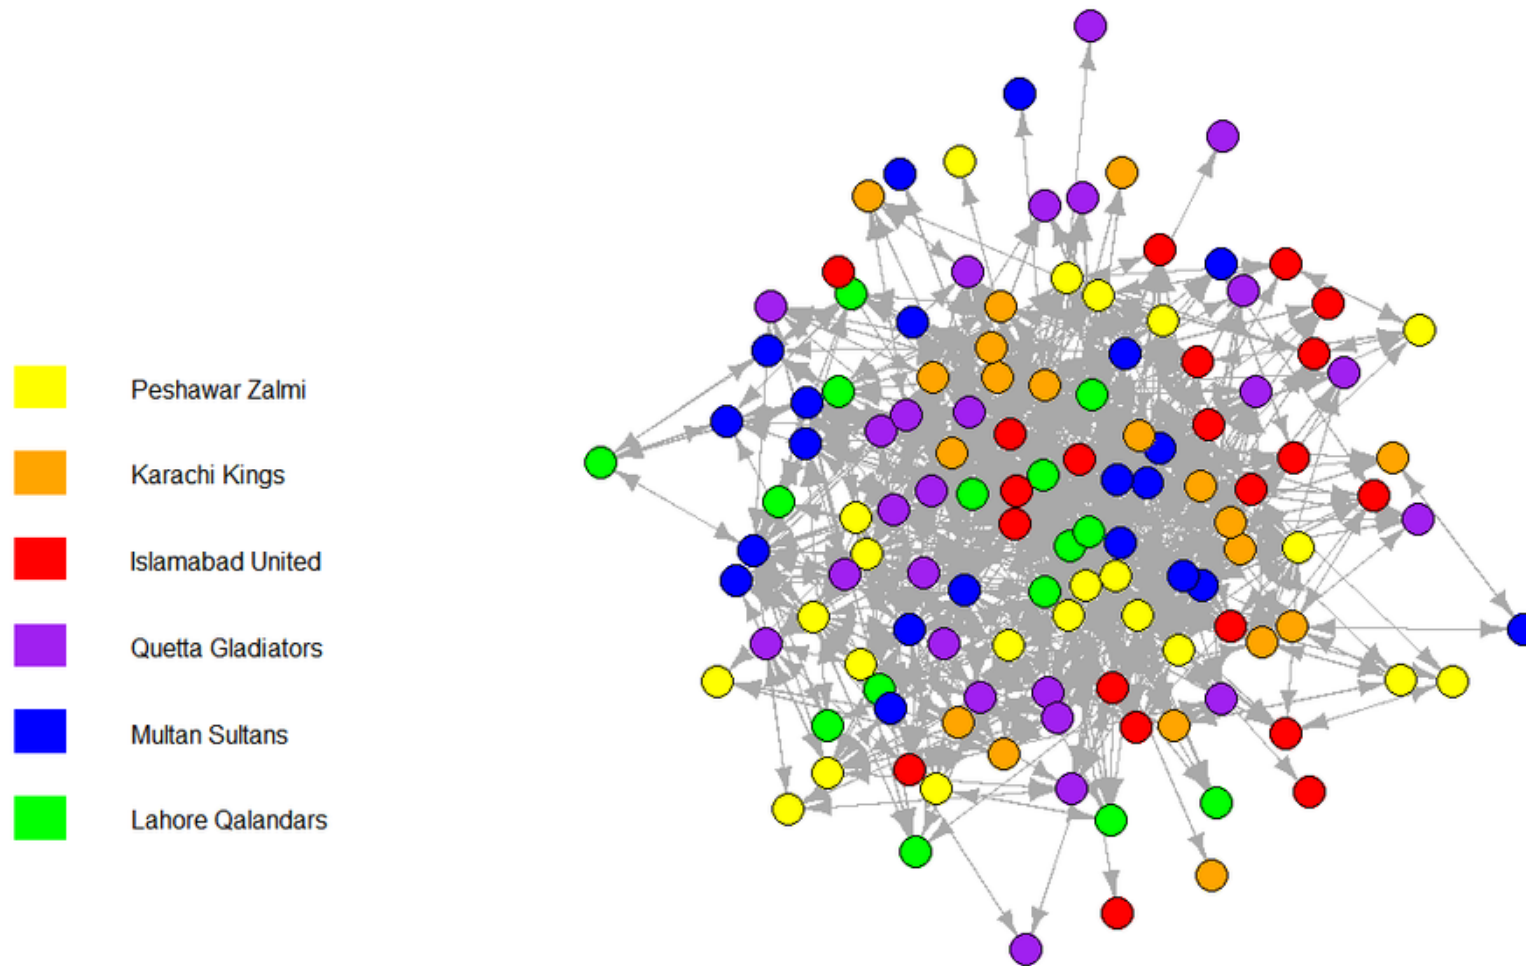 Peshawar Zalmi
Karachi Kings
Islamabad United
Quetta Gladiators
Multan Sultans
Lahore Qalandars